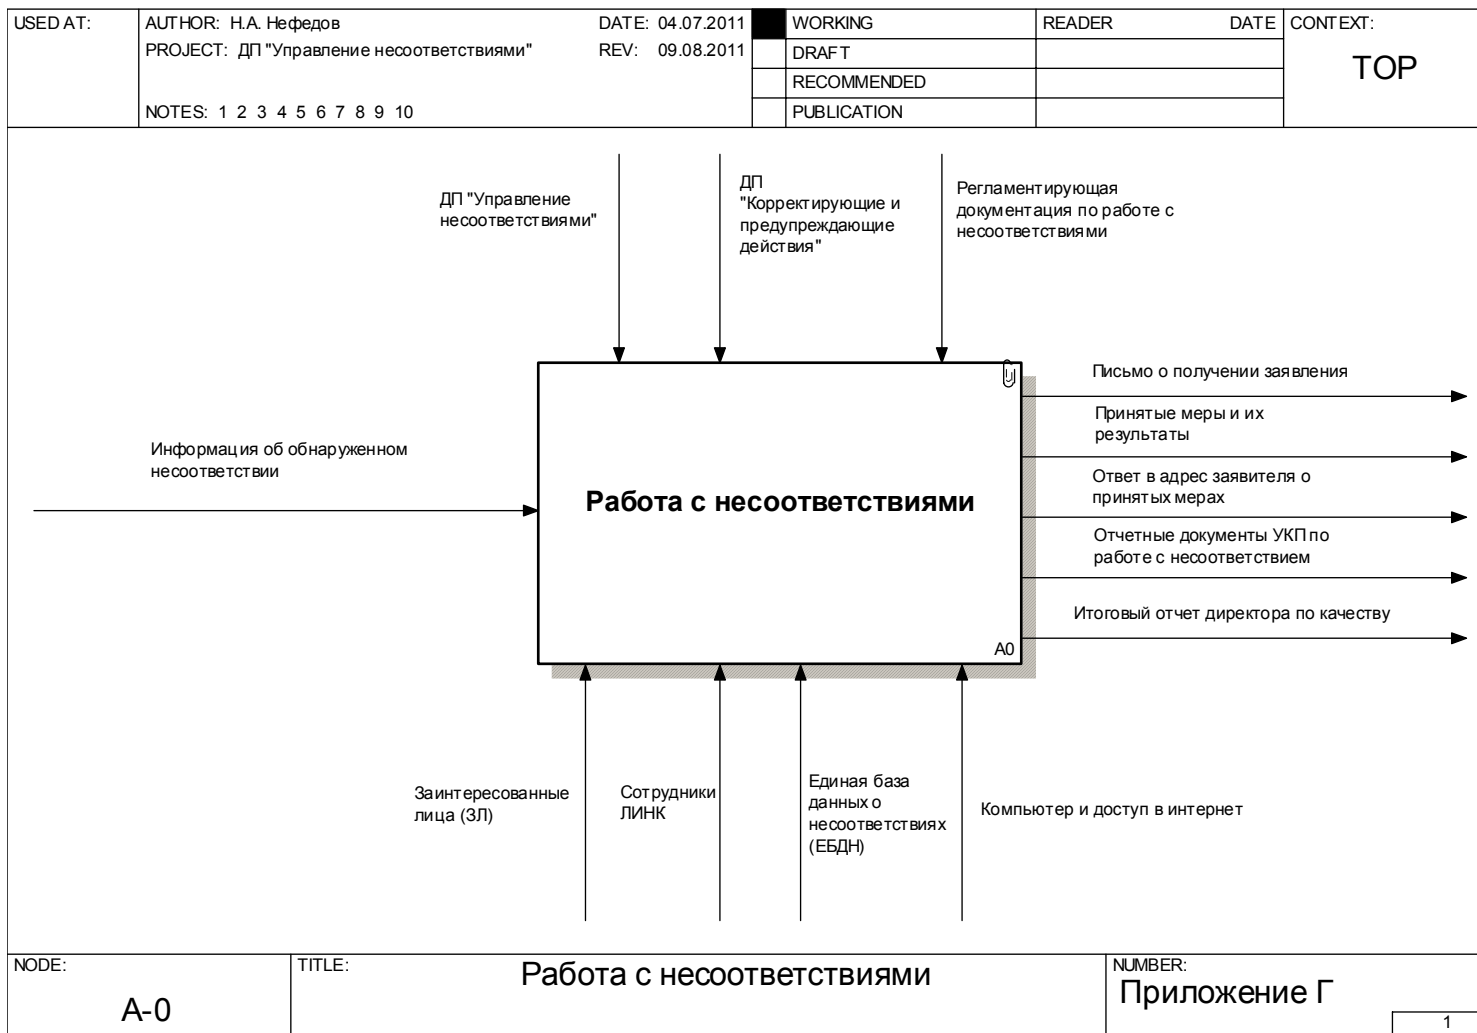 USED AT:
AUTHOR: Н.А. Нефедов
DATE: 04.07.2011
WORKING
READER
DATE
CONTEXT:
PROJECT: ДП "Управление несоответствиями"
REV: 09.08.2011
DRAFT
TOP
RECOMMENDED
NOTES: 1 2 3 4 5 6 7 8 9 10
PUBLICATION
ДП "Управление
несоответствиями"
ДП
"Корректирующие и
предупреждающие
действия"
Регламентирующая
документация по работе с
несоответствиями
Информация об обнаруженном
несоответствии
Работа с несоответствиями
A0
Письмо о получении заявления
Принятые меры и их
результаты
Ответ в адрес заявителя о
принятых мерах
Отчетные документы УКП по
работе с несоответствием
Итоговый отчет директора по качеству
Заинтересованные
лица (ЗЛ)
Сотрудники
ЛИНК
Единая база
данных о
несоответствиях
(ЕБДН)
Компьютер и доступ в интернет
NODE:
A-0
TITLE:
Работа с несоответствиями
NUMBER:
Приложение Г
1